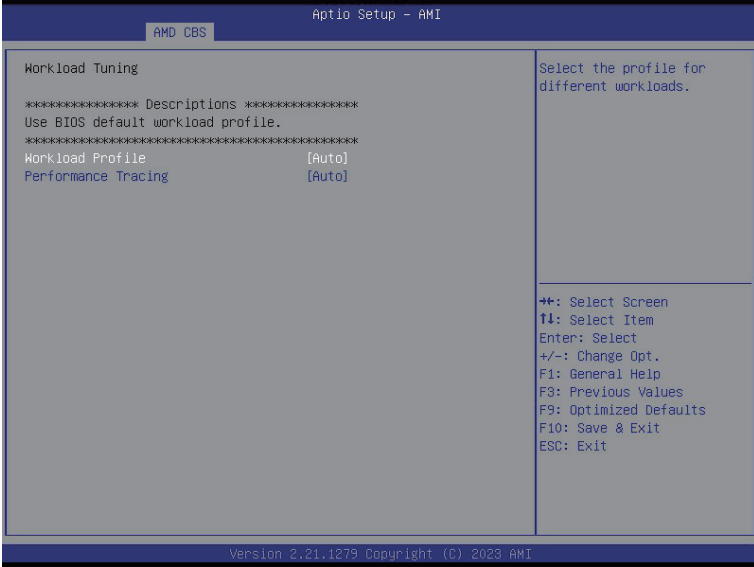 Aptio Setup – AMI
AMD CBS
Workload Tuning
**************** Descriptions ****************
Use BIOS default workload profile.
***********************************************
Workload Profile [Auto]
Performance Tracing [Auto]
Select the profile for
different workloads.
→←: Select Screen
↑↓: Select Item
Enter: Select
+/-: Change Opt.
F1: General Help
F3: Previous Values
F9: Optimized Defaults
F10: Save & Exit
ESC: Exit
Version 2.21.1279 Copyright (C) 2023 AMI